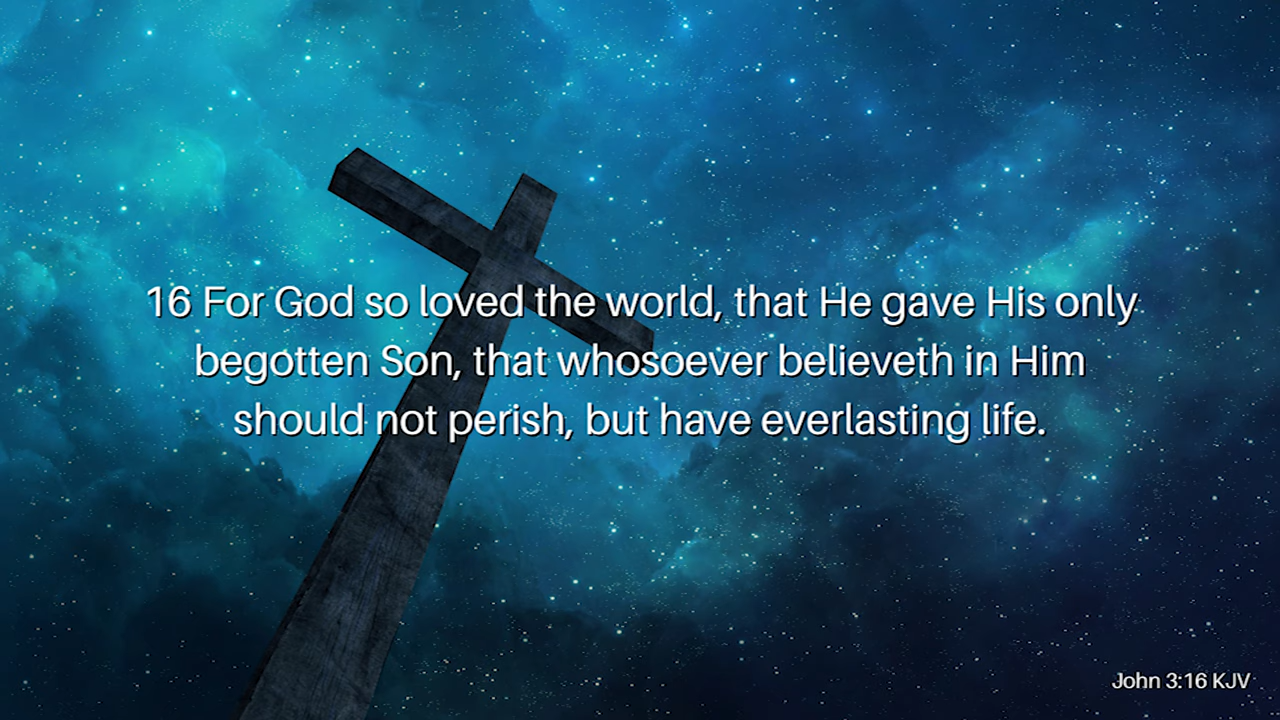 16 For God so loved the world, that He gave His only
begotten Son, that whosoever believeth in Him
should not perish, but have everlasting life.
John 3:16 KJV